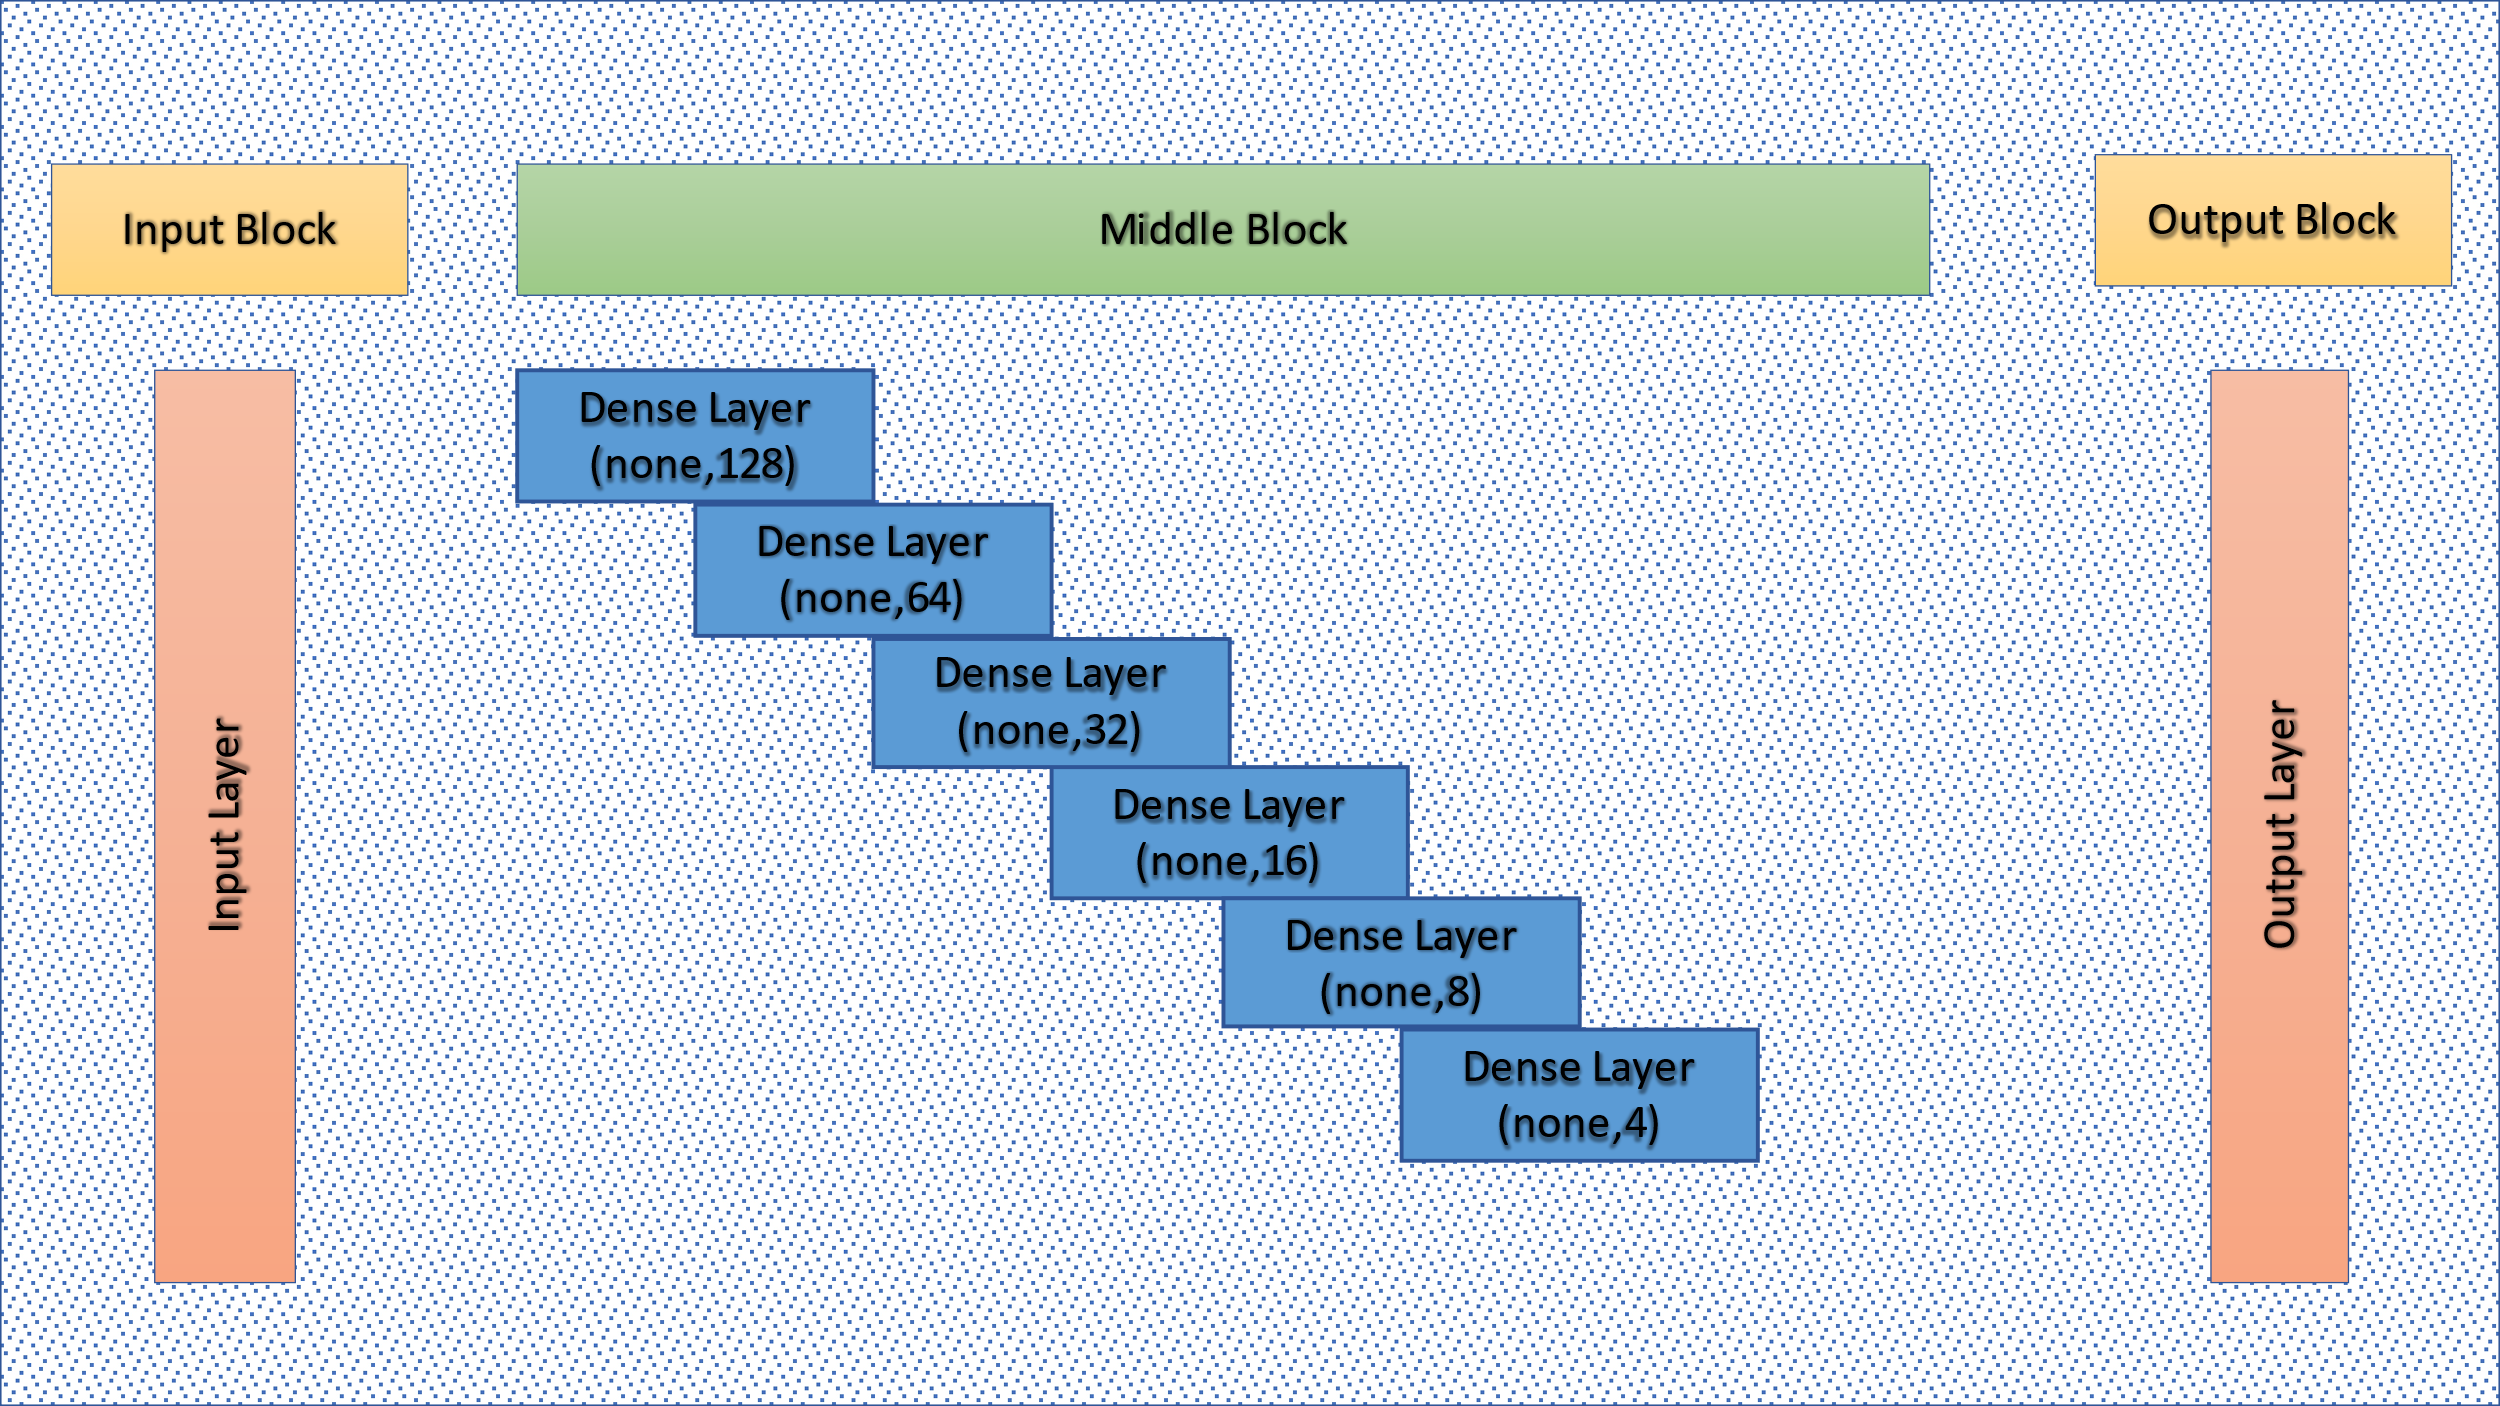 Input Block
Middle Block
Output Block
Input Layer
Dense Layer
(none,128)
Dense Layer
(none,64)
Dense Layer
(none,32)
Dense Layer
(none,16)
Dense Layer
(none,8)
Dense Layer
(none,4)
Output Layer